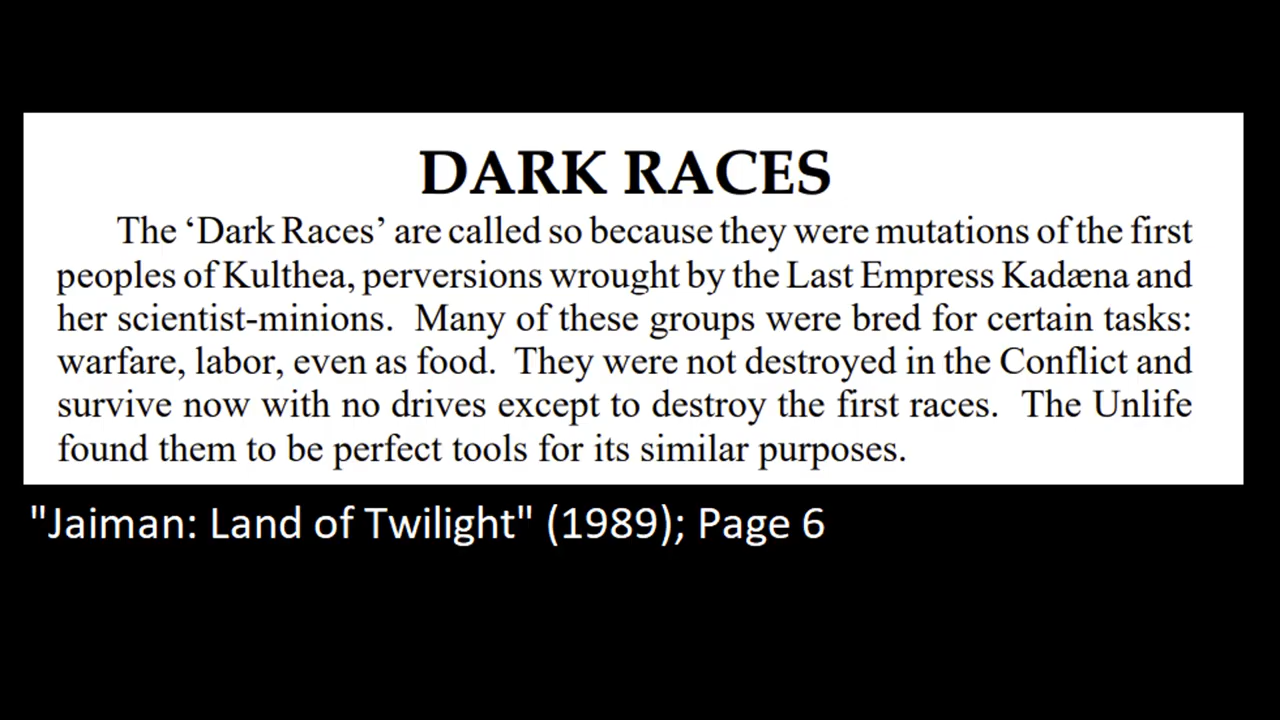 DARK RACES
The ‘Dark Races’ are called so because they were mutations of the first
peoples of Kulthea, perversions wrought by the Last Empress Kadæna and
her scientist-minions.  Many of these groups were bred for certain tasks:
warfare, labor, even as food.  They were not destroyed in the Conflict and
survive now with no drives except to destroy the first races.  The Unlife
found them to be perfect tools for its similar purposes.
"Jaiman: Land of Twilight" (1989); Page 6